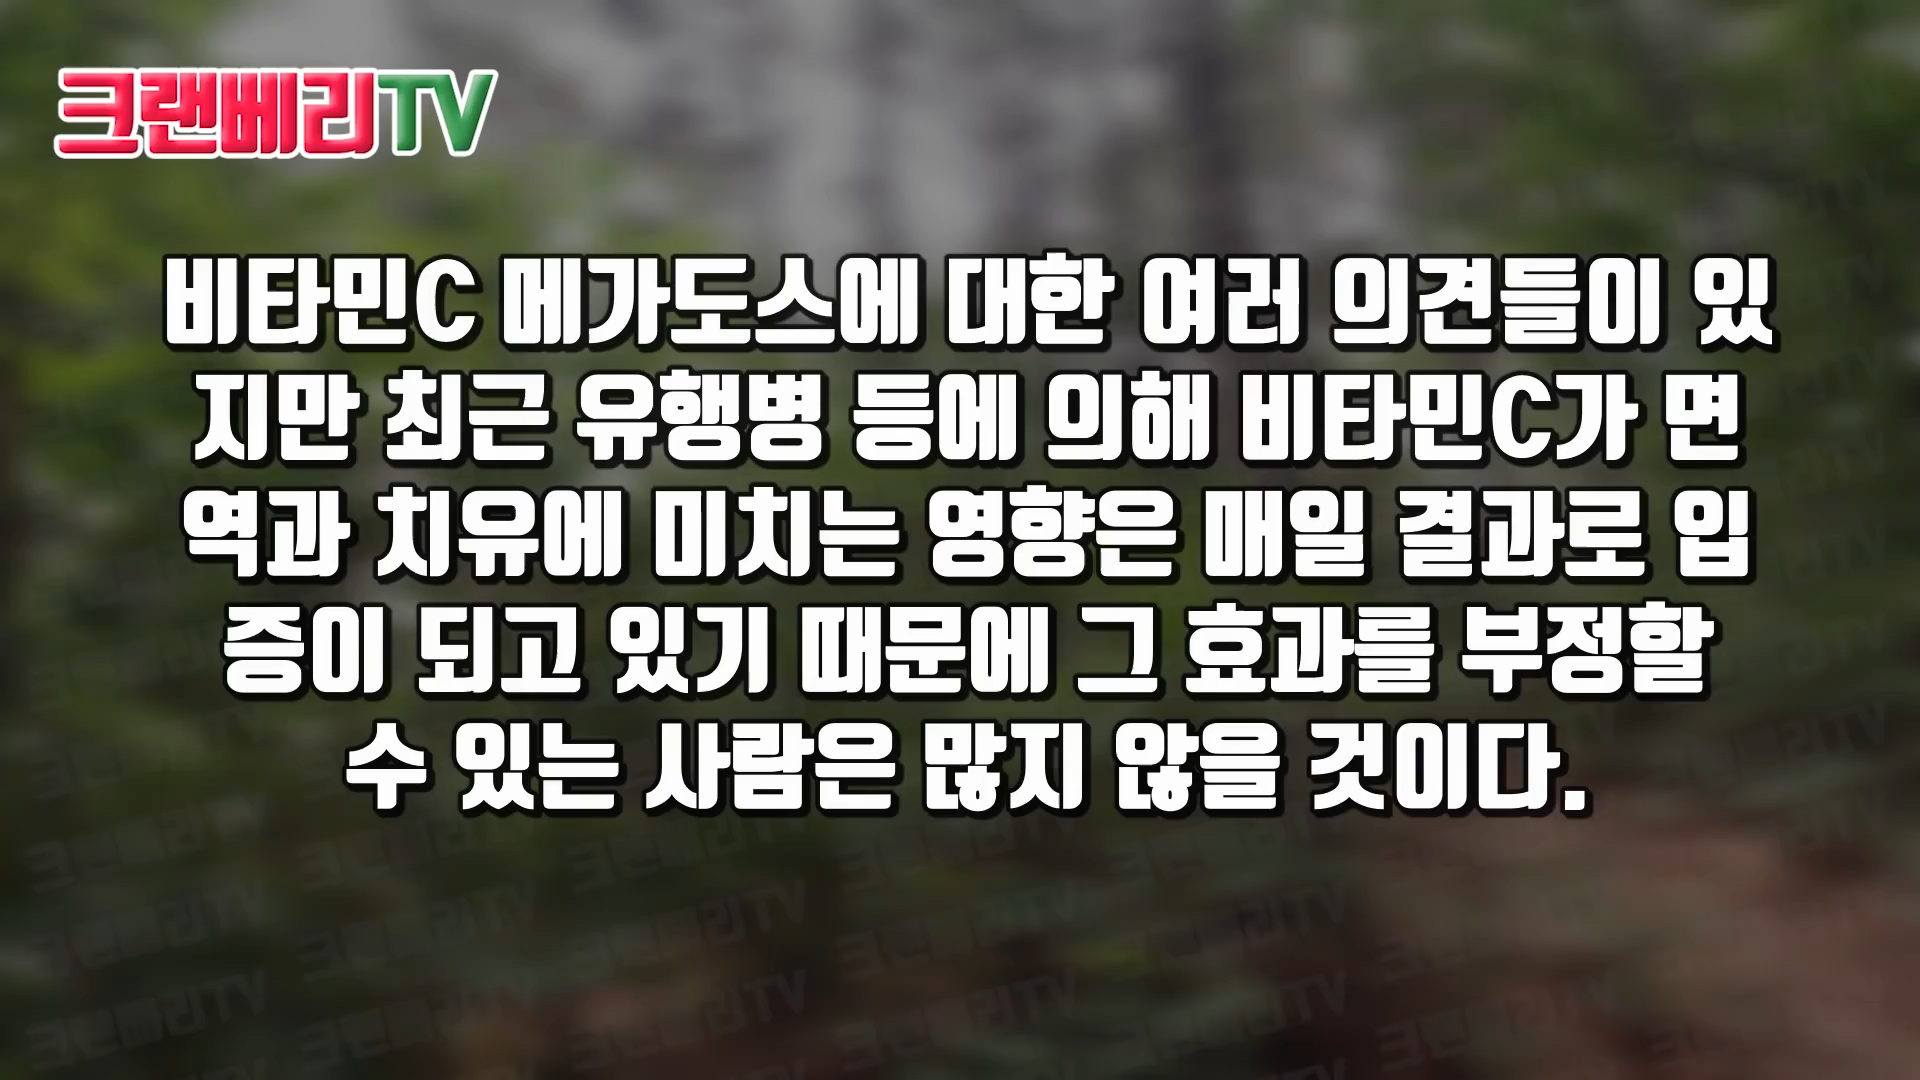 크랜베리TV
비타민C 메가도스에 대한 여러 의견들이 있
지만 최근 유행병 등에 의해 비타민C가 면
역과 치유에 미치는 영향은 매일 결과로 입
증이 되고 있기 때문에 그 효과를 부정할
수 있는 사람은 많지 않을 것이다.